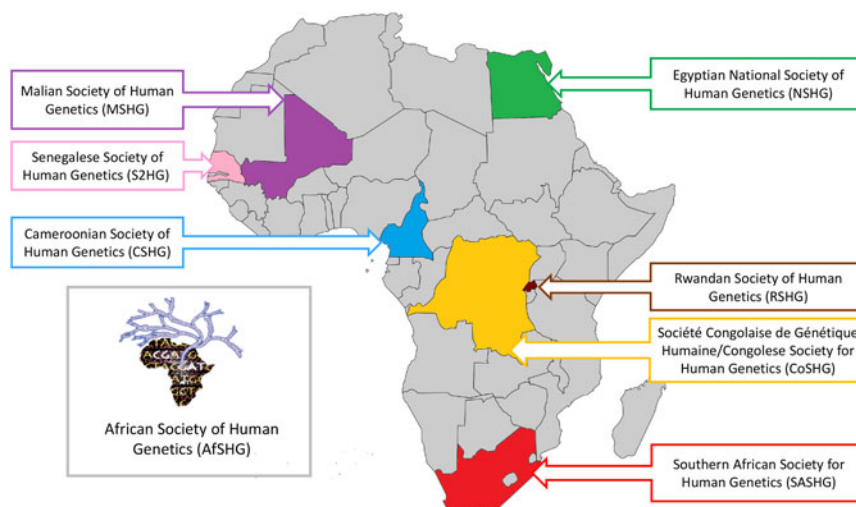 Malian Society of Human
Genetics (MSHG)
Senegalese Society of
Human Genetics (S2HG)
Cameroonian Society of
Human Genetics (CSHG)
African Society of Human
Genetics (AfSHG)
Egyptian National Society of
Human Genetics (NSHG)
Rwandan Society of Human
Genetics (RSHG)
Société Congolaise de Génétique
Humaine/Congolese Society for
Human Genetics (CoSHG)
Southern African Society for
Human Genetics (SASHG)